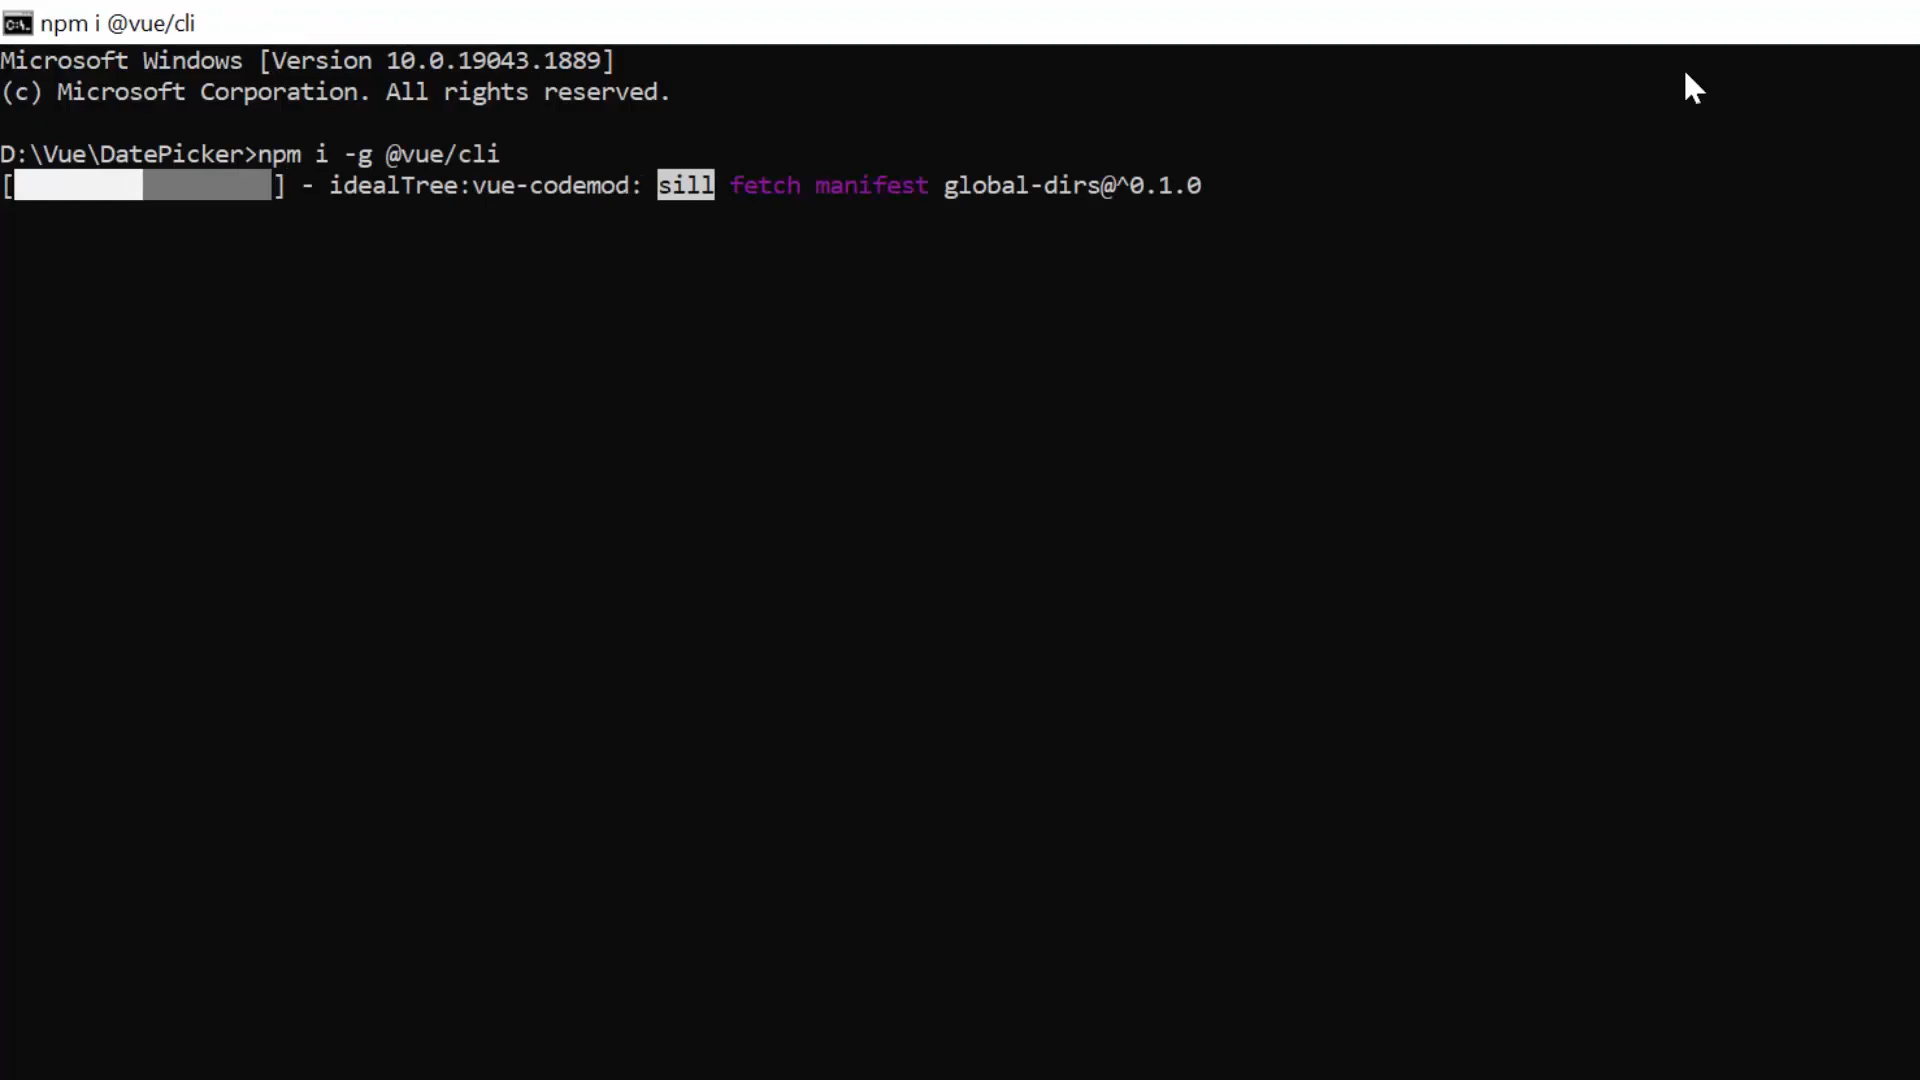 npm i @vue/cli
Microsoft Windows [Version 10.0.19043.1889]
(c) Microsoft Corporation. All rights reserved.
D:\Vue\DatePicker>npm i -g @vue/cli
[ ] - idealTree:vue-codemod: sill fetch manifest global-dirs@^0.1.0